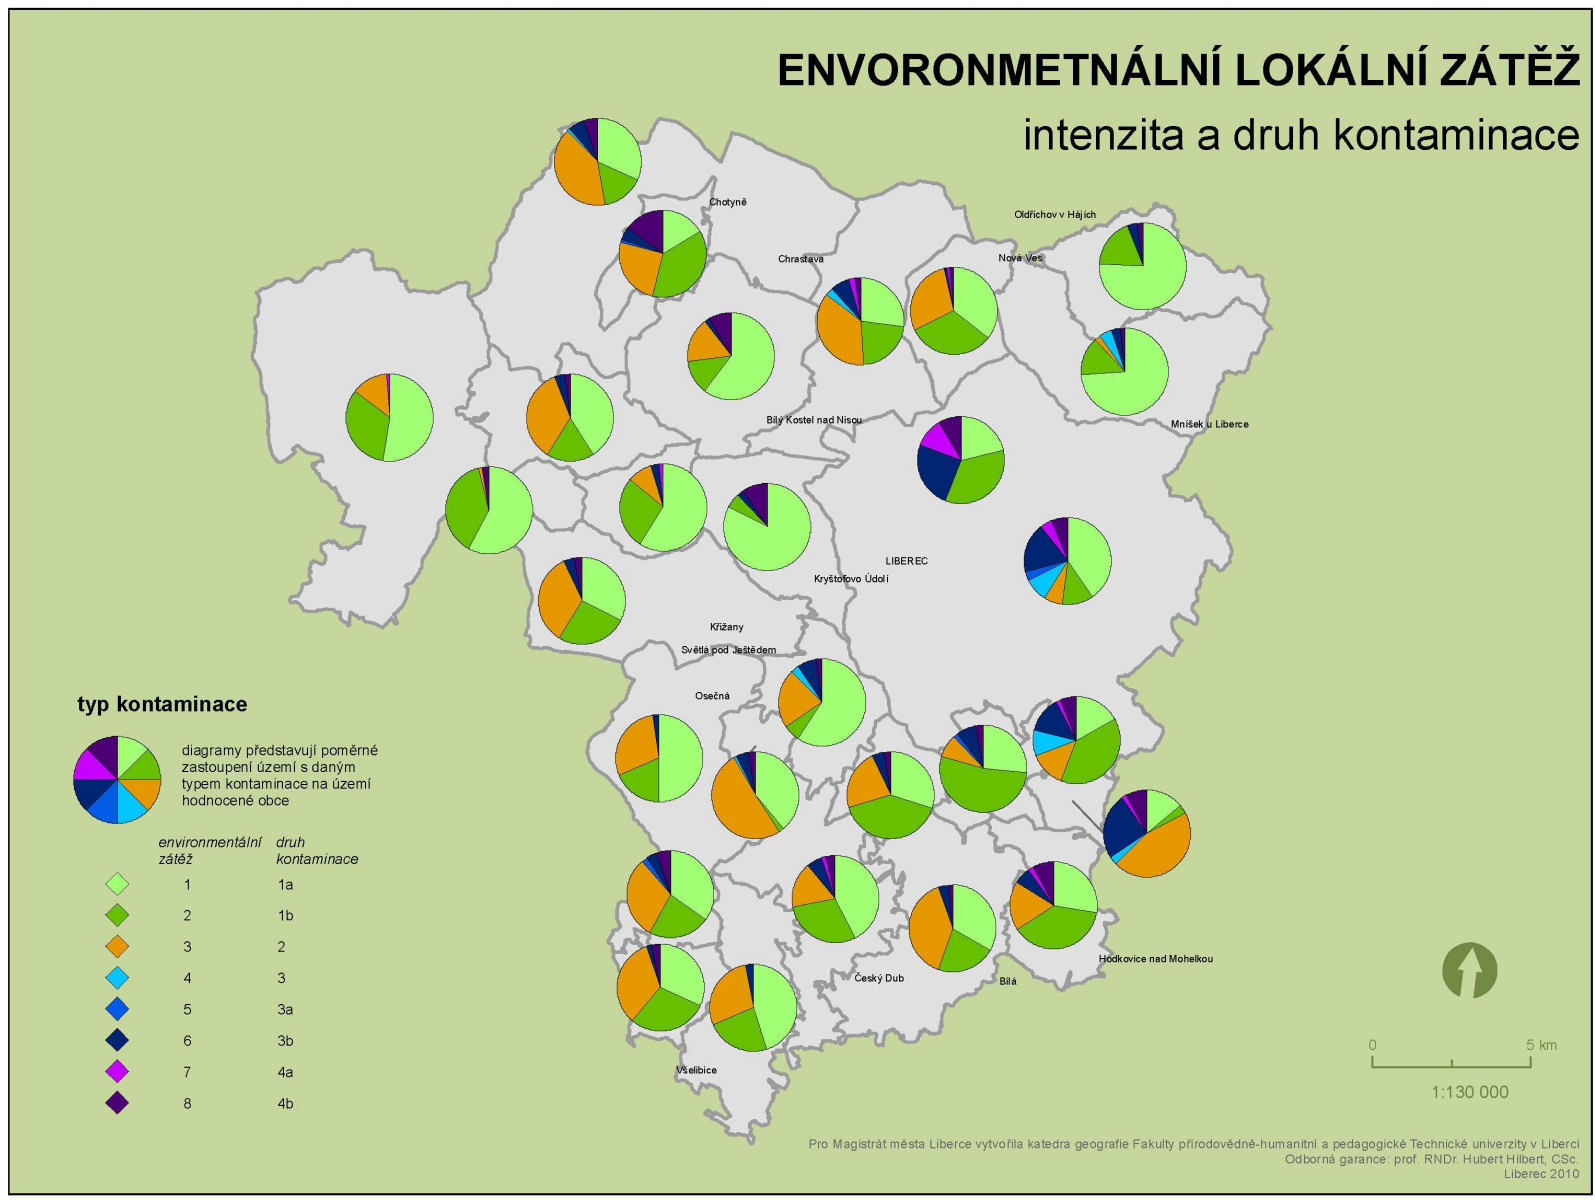 ENVORONMETNÁLNÍ LOKÁLNÍ ZÁTĚŽ
intenzita a druh kontaminace
Chotyně
Oldřichov v Hájích
Chrastava
Nová Ves
Bílý Kostel nad Nisou
Mníšek u Liberce
LIBEREC
Kryštofovo Údolí
Křižany
Světlá pod Ještědem
Osečná
Hodkovice nad Mohelkou
Český Dub
Bílá
Všelibice
typ kontaminace
diagramy představují poměrné
zastoupení území s daným
typem kontaminace na území
hodnocené obce
environmentální druh
zátěž kontaminace
1 1a
2 1b
3 2
4 3
5 3a
6 3b
7 4a
8 4b
0 5 km
1:130 000
Pro Magistrát města Liberce vytvořila katedra geografie Fakulty přírodovědně-humanitní a pedagogické Technické univerzity v Liberci
Odborná garance: prof. RNDr. Hubert Hilbert, CSc.
Liberec 2010